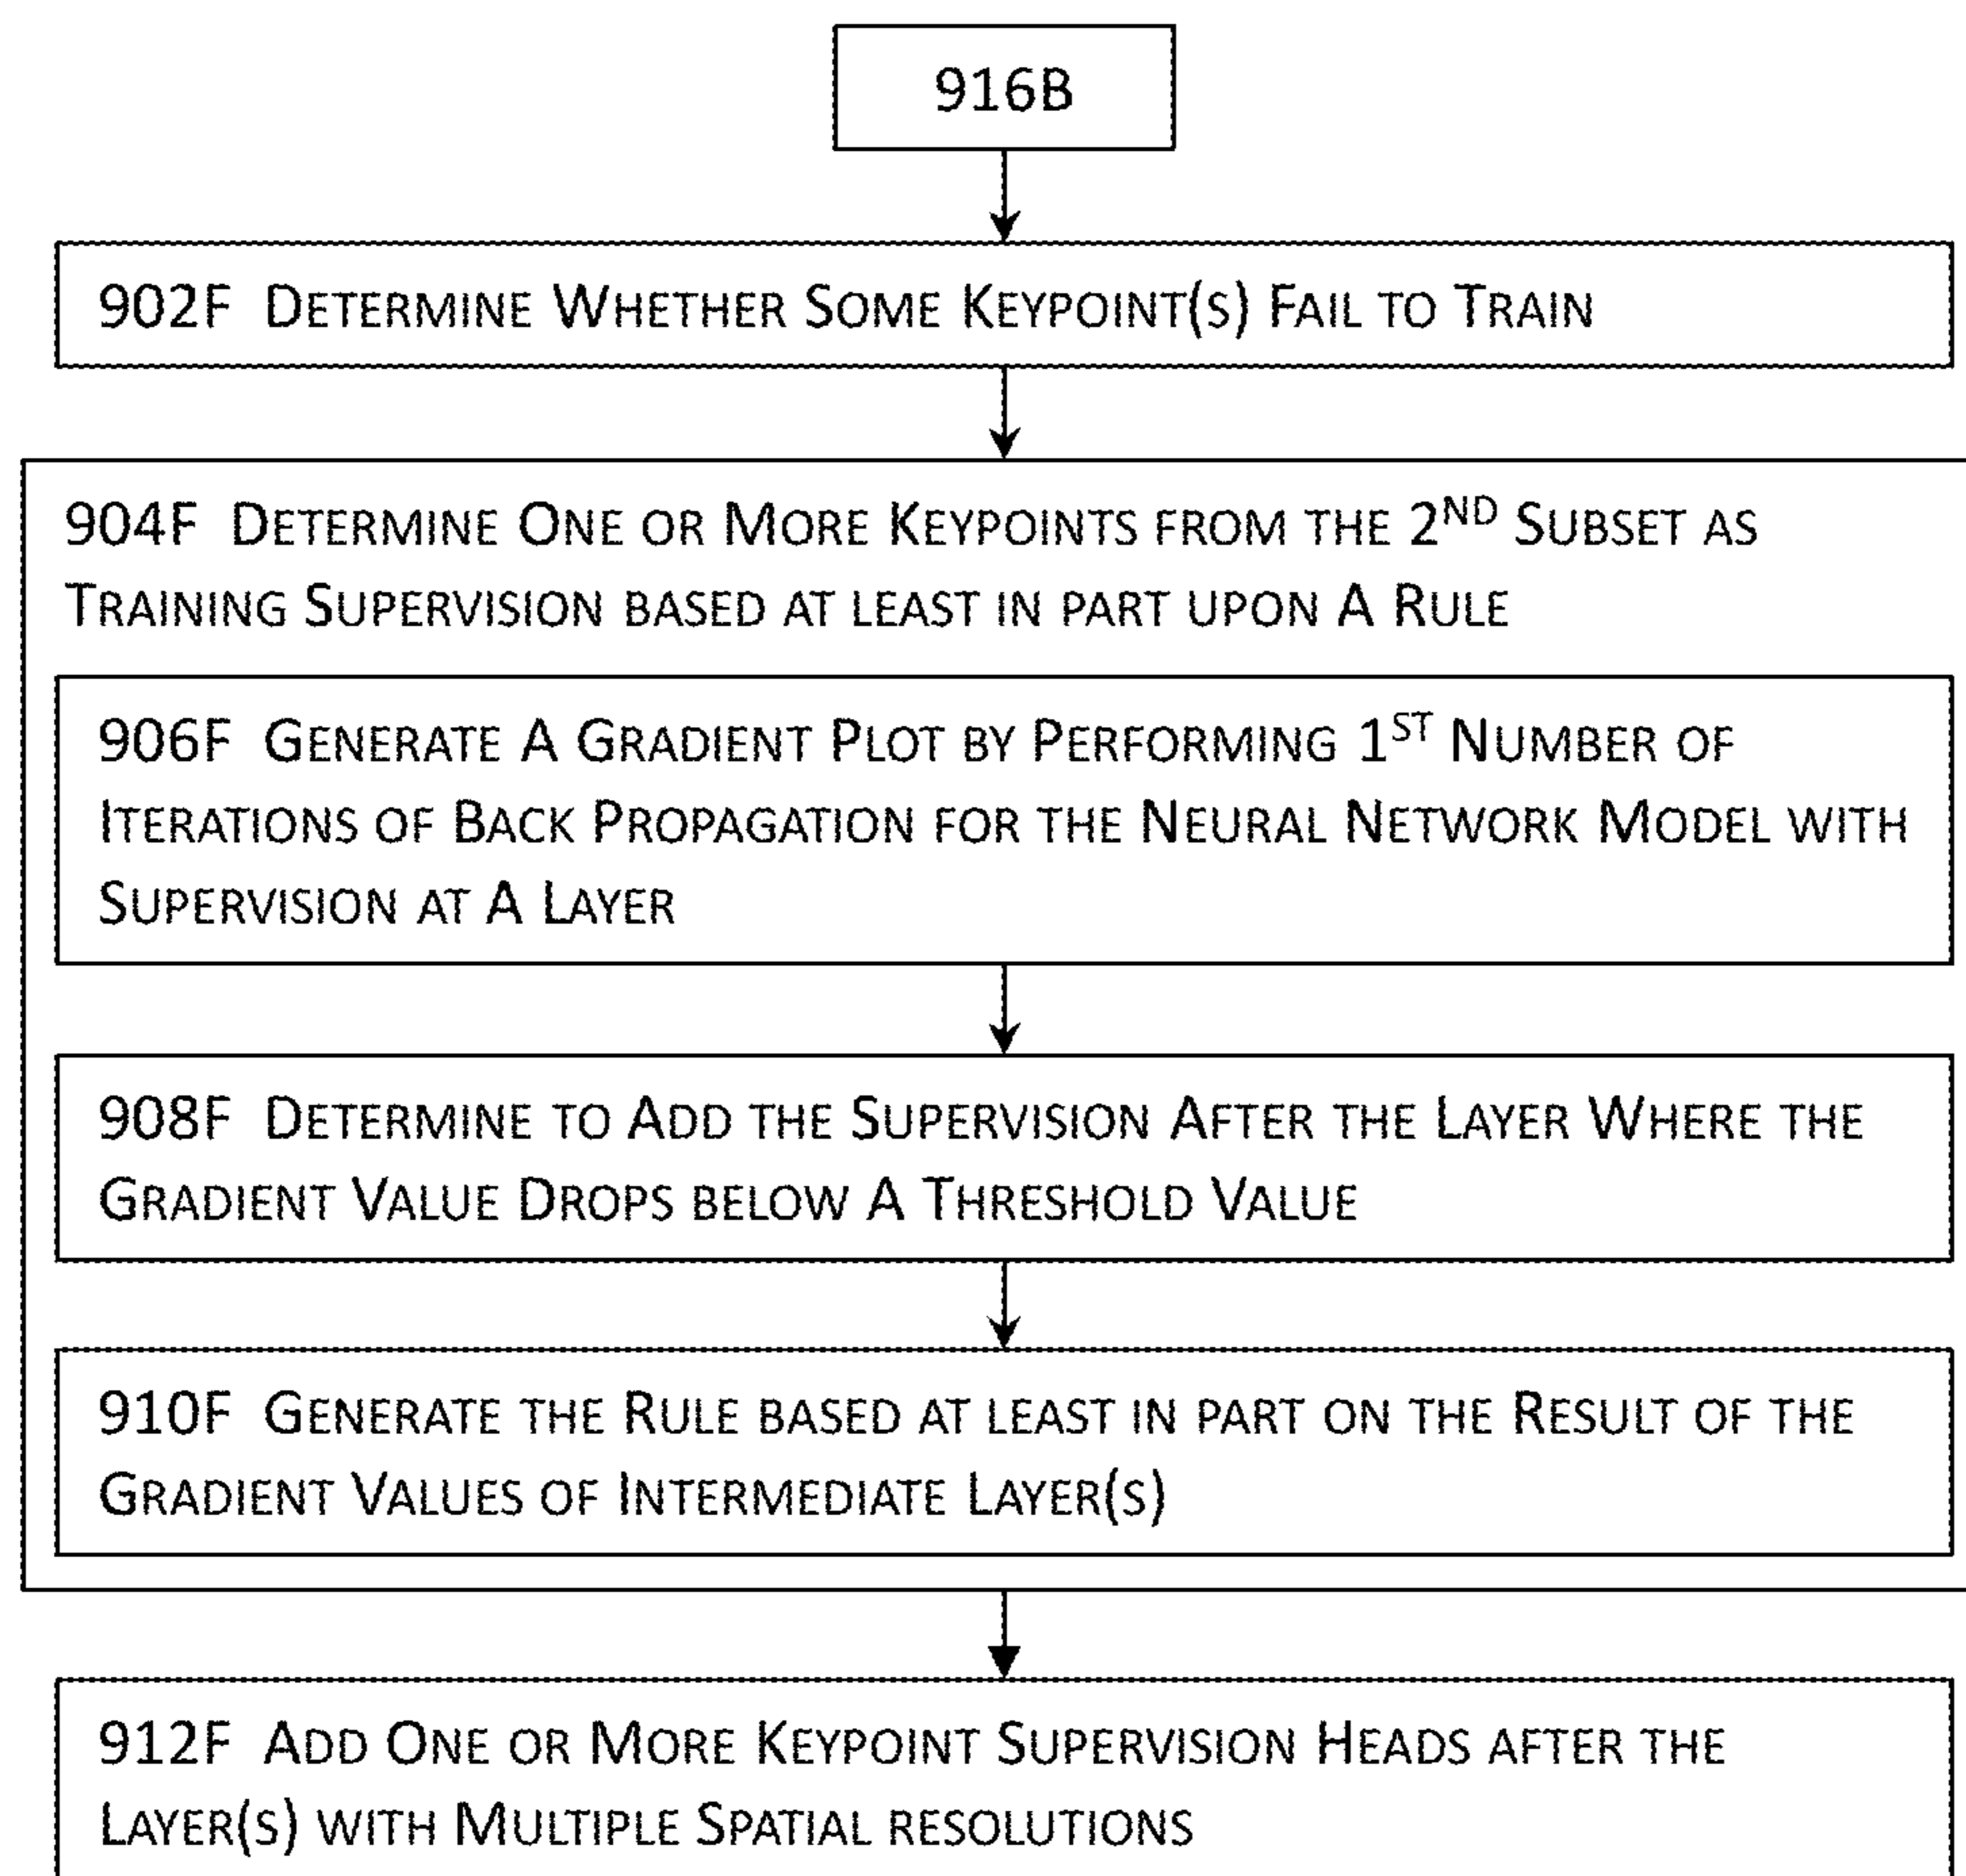 916B
902F DETERMINE WHETHER SOME KEYPOINT(S) FAIL TO TRAIN
904F DETERMINE ONE OR MORE KEYPOINTS FROM THE 2ND SUBSET AS
TRAINING SUPERVISION BASED AT LEAST IN PART UPON A RULE
906F GENERATE A GRADIENT PLOT BY PERFORMING 1ST NUMBER OF
ITERATIONS OF BACK PROPAGATION FOR THE NEURAL NETWORK MODEL WITH
SUPERVISION AT A LAYER
908F DETERMINE TO ADD THE SUPERVISION AFTER THE LAYER WHERE THE
GRADIENT VALUE DROPS BELOW A THRESHOLD VALUE
910F GENERATE THE RULE BASED AT LEAST IN PART ON THE RESULT OF THE
GRADIENT VALUES OF INTERMEDIATE LAYER(S)
912F ADD ONE OR MORE KEYPOINT SUPERVISION HEADS AFTER THE
LAYER(S) WITH MULTIPLE SPATIAL RESOLUTIONS